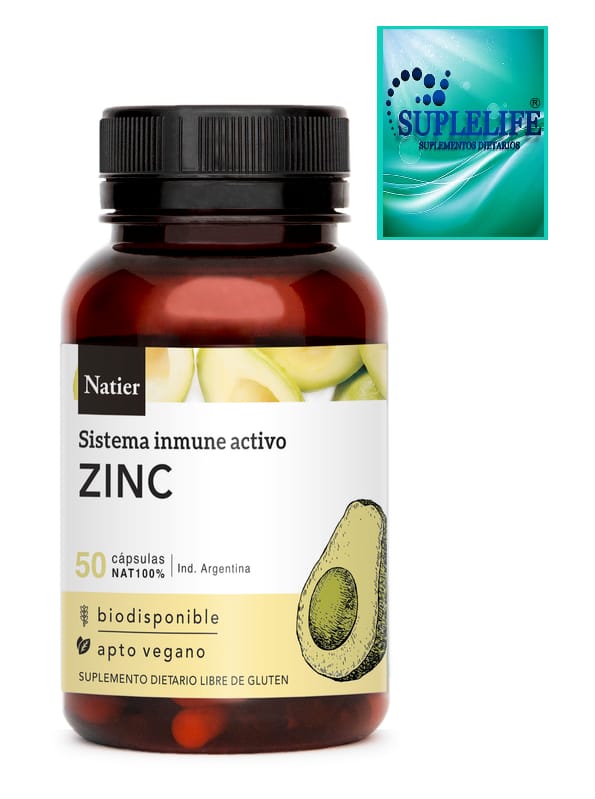 SUPLELIFE®
SUPLEMENTOS DIETARIOS
Natier
Sistema inmune activo
ZINC
50 cápsulas
NAT100%
Ind. Argentina
biodisponible
apto vegano
SUPLEMENTO DIETARIO LIBRE DE GLUTEN